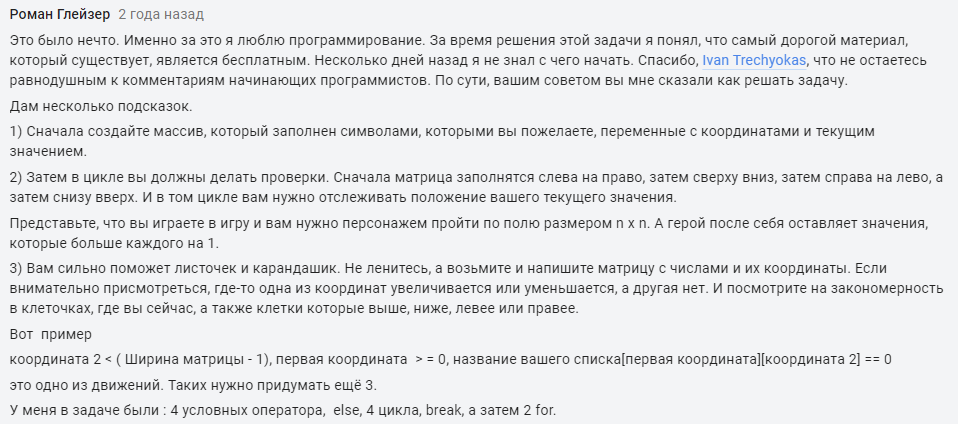 Роман Глейзер 2 года назад
Это было нечто. Именно за это я люблю программирование. За время решения этой задачи я понял, что самый дорогой материал,
который существует, является бесплатным. Несколько дней назад я не знал с чего начать. Спасибо, Ivan Trechyokas, что не остаетесь
равнодушным к комментариям начинающих программистов. По сути, вашим советом вы мне сказали как решать задачу.
Дам несколько подсказок.
1) Сначала создайте массив, который заполнен символами, которыми вы пожелаете, переменные с координатами и текущим
значением.
2) Затем в цикле вы должны делать проверки. Сначала матрица заполнятся слева на право, затем сверху вниз, затем справа на лево, а
затем снизу вверх. И в том цикле вам нужно отслеживать положение вашего текущего значения.
Представьте, что вы играете в игру и вам нужно персонажем пройти по полю размером n x n. А герой после себя оставляет значения,
которые больше каждого на 1.
3) Вам сильно поможет листочек и карандашик. Не ленитесь, а возьмите и напишите матрицу с числами и их координаты. Если
внимательно присмотреться, где-то одна из координат увеличивается или уменьшается, а другая нет. И посмотрите на закономерность
в клеточках, где вы сейчас, а также клетки которые выше, ниже, левее или правее.
Вот пример
координата 2 < ( Ширина матрицы - 1), первая координата > = 0, название вашего списка[первая координата][координата 2] == 0
это одно из движений. Таких нужно придумать ещё 3.
У меня в задаче были : 4 условных оператора, else, 4 цикла, break, а затем 2 for.